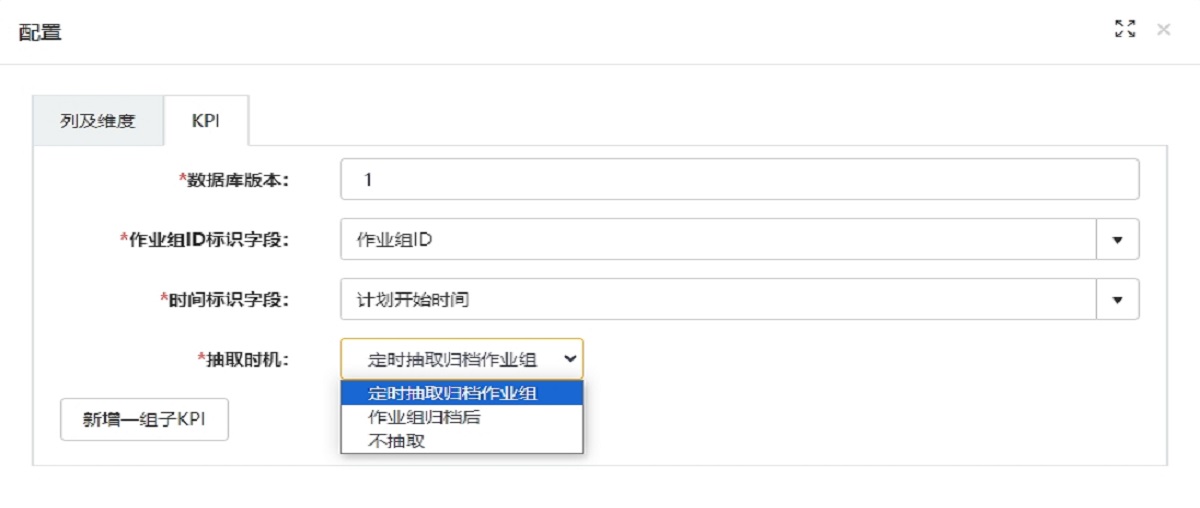 配置
列及维度 KPI
*数据库版本: 1
*作业组ID标识字段: 作业组ID
*时间标识字段: 计划开始时间
*抽取时机: 定时抽取归档作业组
定时抽取归档作业组
作业组归档后
不抽取
新增一组子KPI